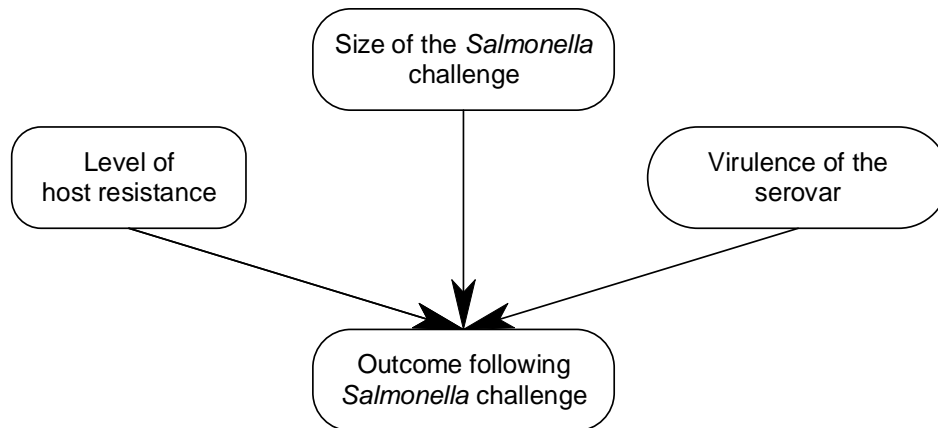 Size of the Salmonella
challenge
Level of
host resistance
Virulence of the
serovar
Outcome following
Salmonella challenge